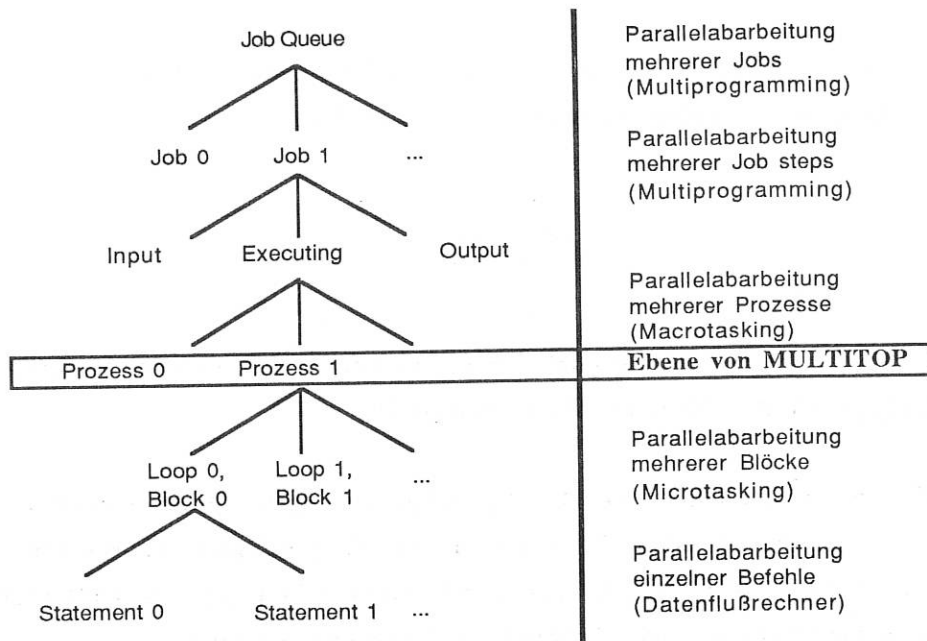 Job Queue
Parallelabarbeitung
mehrerer Jobs
(Multiprogramming)
Job 0 Job 1 ...
Parallelabarbeitung
mehrerer Job steps
(Multiprogramming)
Input Executing Output
Parallelabarbeitung
mehrerer Prozesse
(Macrotasking)
Prozess 0 Prozess 1 Ebene von MULTITOP
Loop 0, Loop 1, ...
Block 0 Block 1
Parallelabarbeitung
mehrerer Blöcke
(Microtasking)
Statement 0 Statement 1 ...
Parallelabarbeitung
einzelner Befehle
(Datenflußrechner)